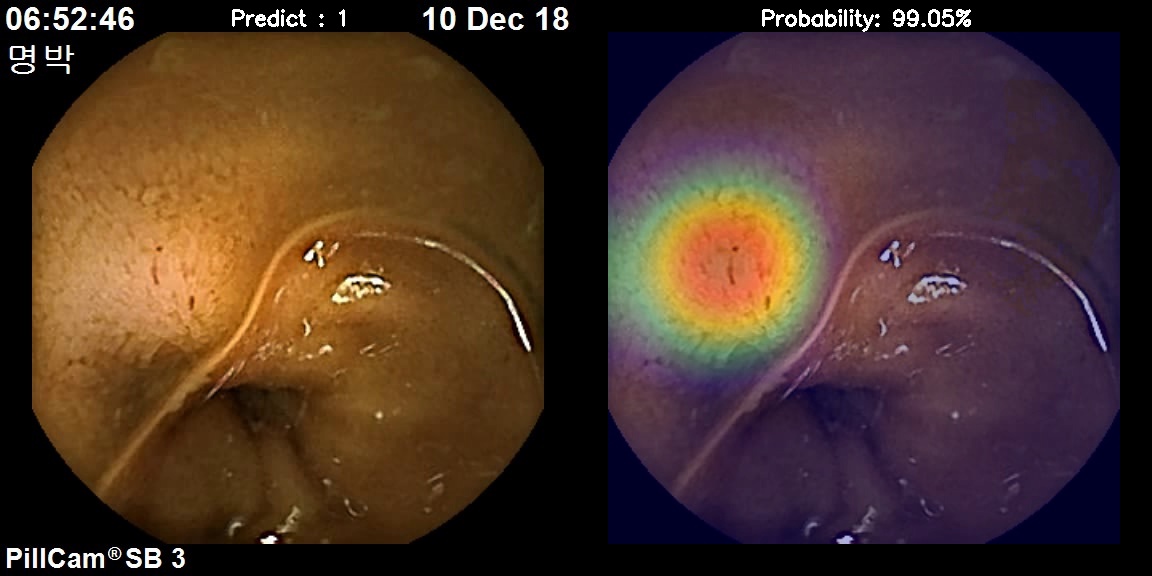 06:52:46
Predict : 1
10 Dec 18
Probability: 99.05%
명 박
PillCam® SB 3